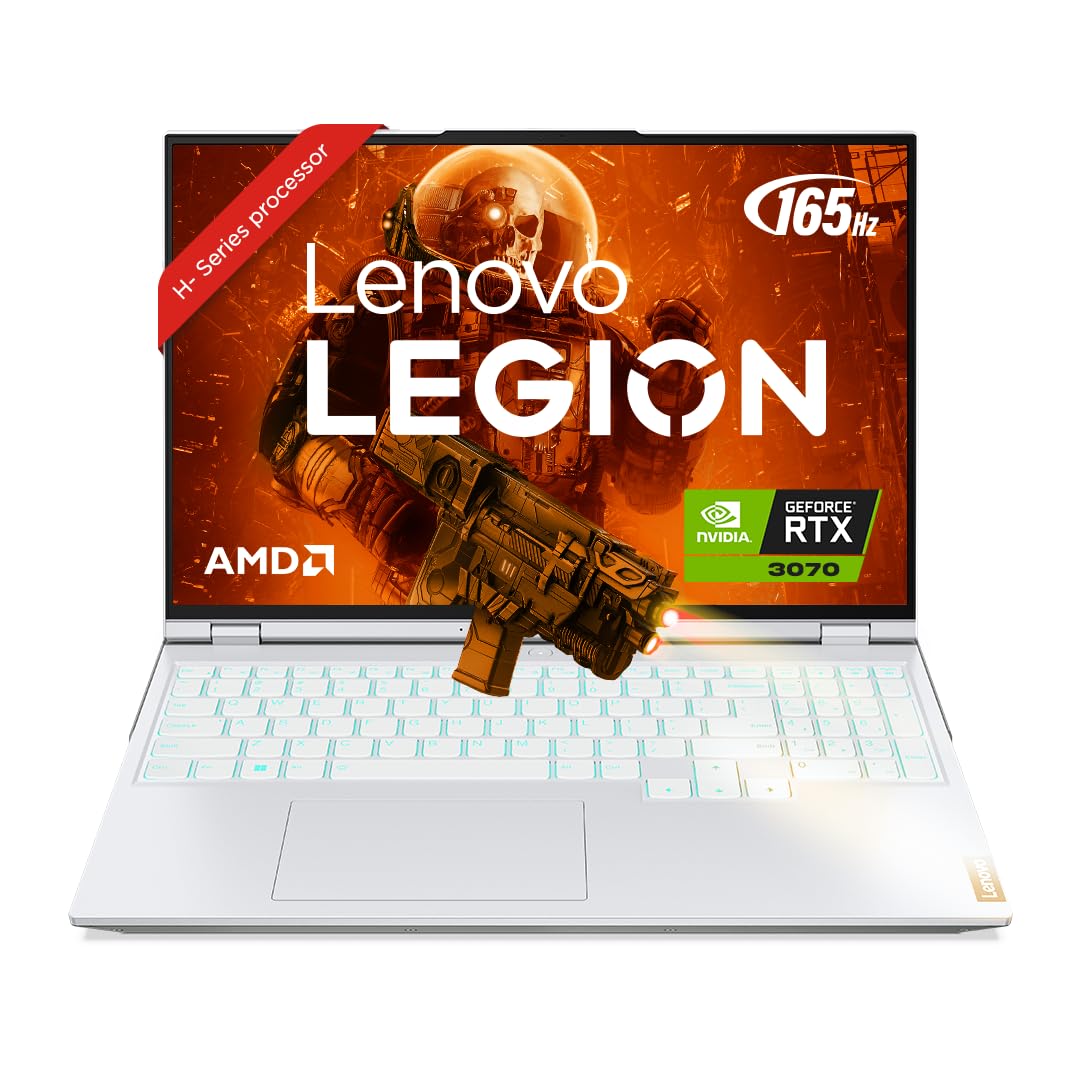 H- Series processor
165Hz
Lenovo
LEGION
NVIDIA.
GEFORCE
RTX
3070
AMD
Q W E R T Y U I O P
A S D F G H J K L
Z X C V B N M
Lenovo